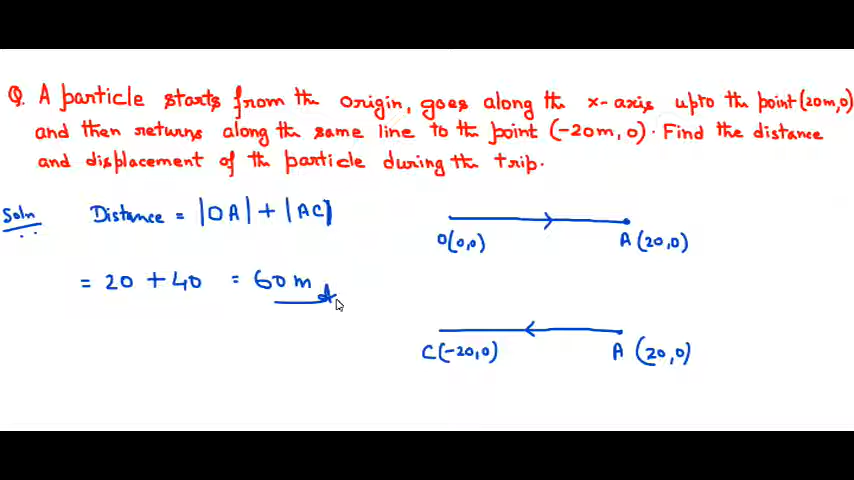 Q. A particle starts from the origin, goes along the x-axis upto the point (20m,0)
and then returns along the same line to the point (-20m, 0). Find the distance
and displacement of the particle during the trip.
Soln Distance = |OA| + |AC|
= 20 + 40 = 60 m
O(0,0) A (20,0)
C(-20,0) A (20,0)